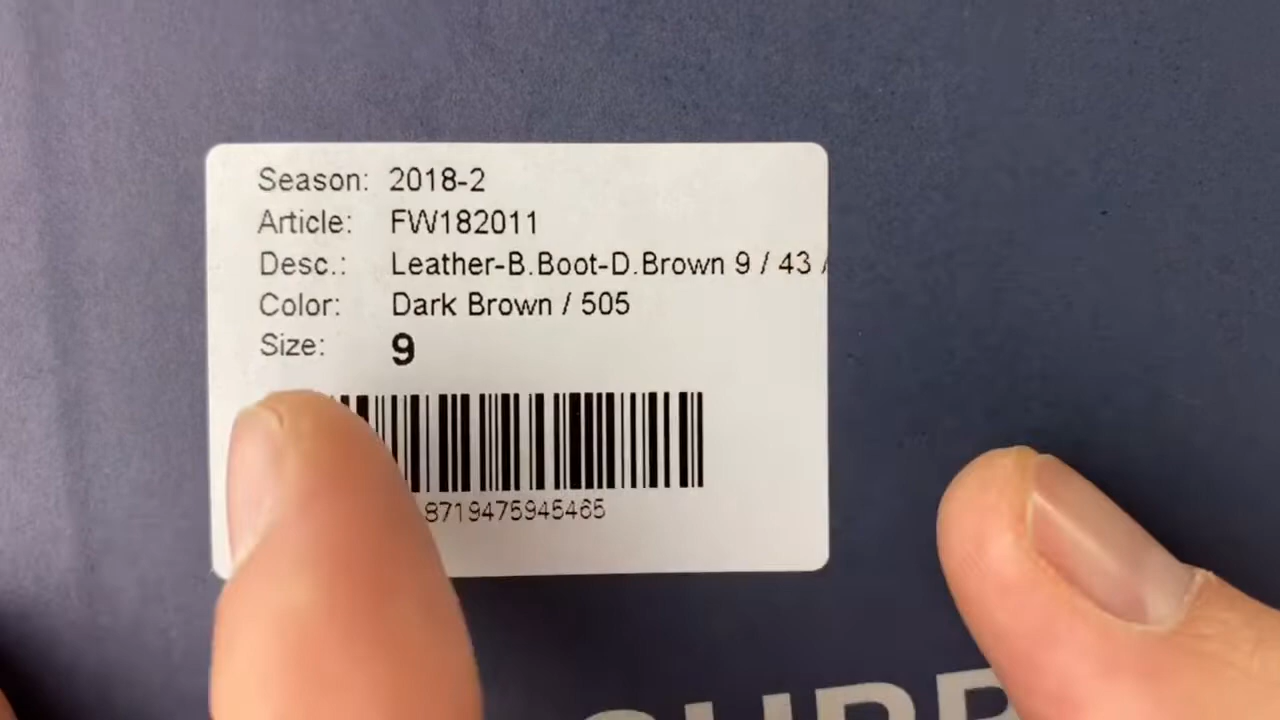 Season: 2018-2
Article: FW182011
Desc.: Leather-B.Boot-D.Brown 9 / 43 /
Color: Dark Brown / 505
Size: 9
8719475945465